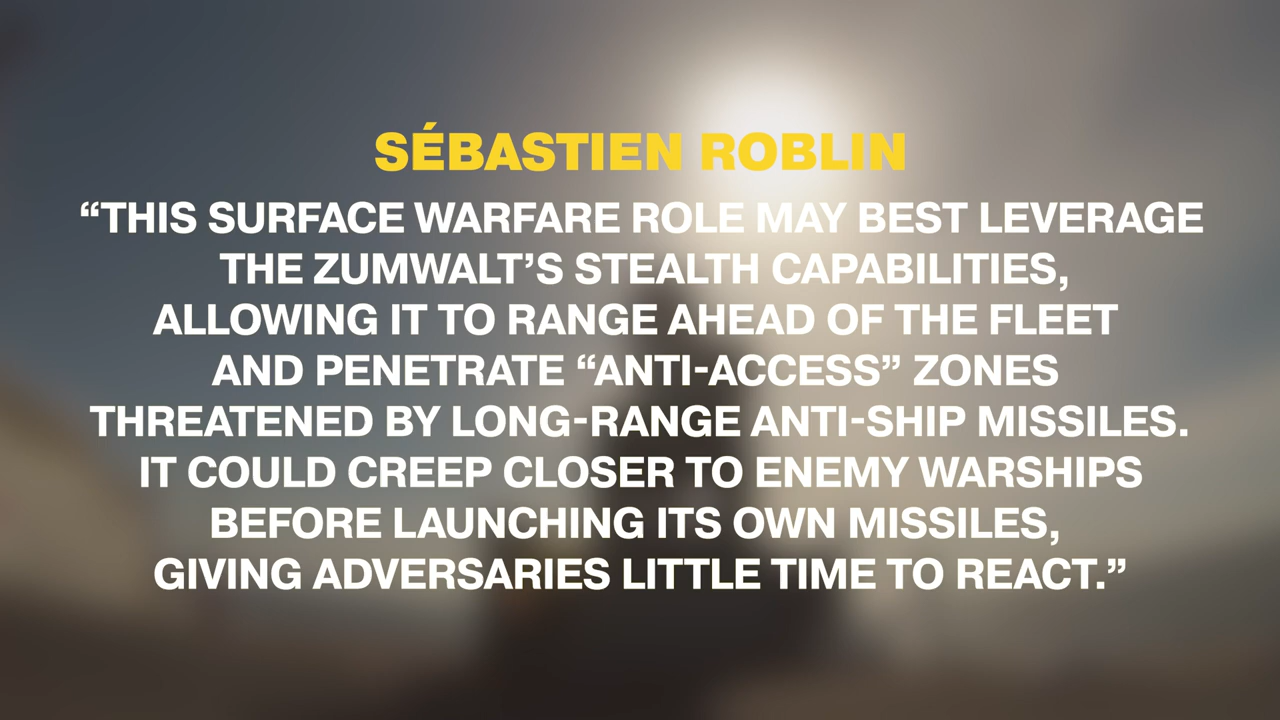 SÉBASTIEN ROBLIN
“THIS SURFACE WARFARE ROLE MAY BEST LEVERAGE
THE ZUMWALT’S STEALTH CAPABILITIES,
ALLOWING IT TO RANGE AHEAD OF THE FLEET
AND PENETRATE “ANTI-ACCESS” ZONES
THREATENED BY LONG-RANGE ANTI-SHIP MISSILES.
IT COULD CREEP CLOSER TO ENEMY WARSHIPS
BEFORE LAUNCHING ITS OWN MISSILES,
GIVING ADVERSARIES LITTLE TIME TO REACT.”